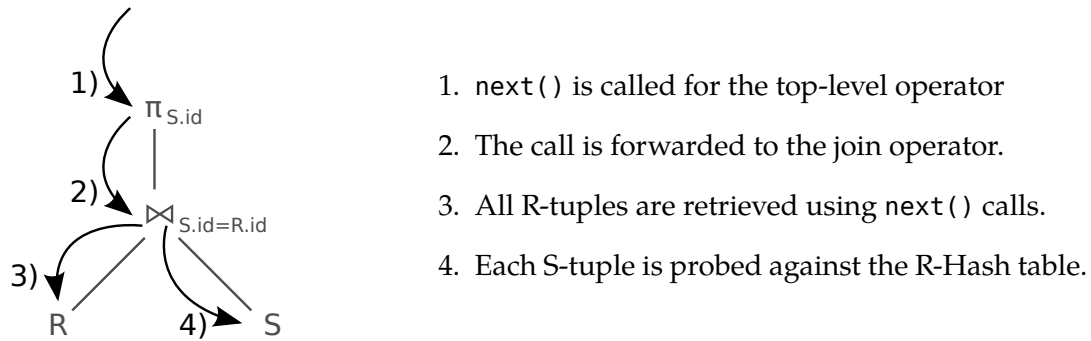 1)
π S.id
2)
⋈ S.id=R.id
3)
R
4)
S
1. next() is called for the top-level operator
2. The call is forwarded to the join operator.
3. All R-tuples are retrieved using next() calls.
4. Each S-tuple is probed against the R-Hash table.